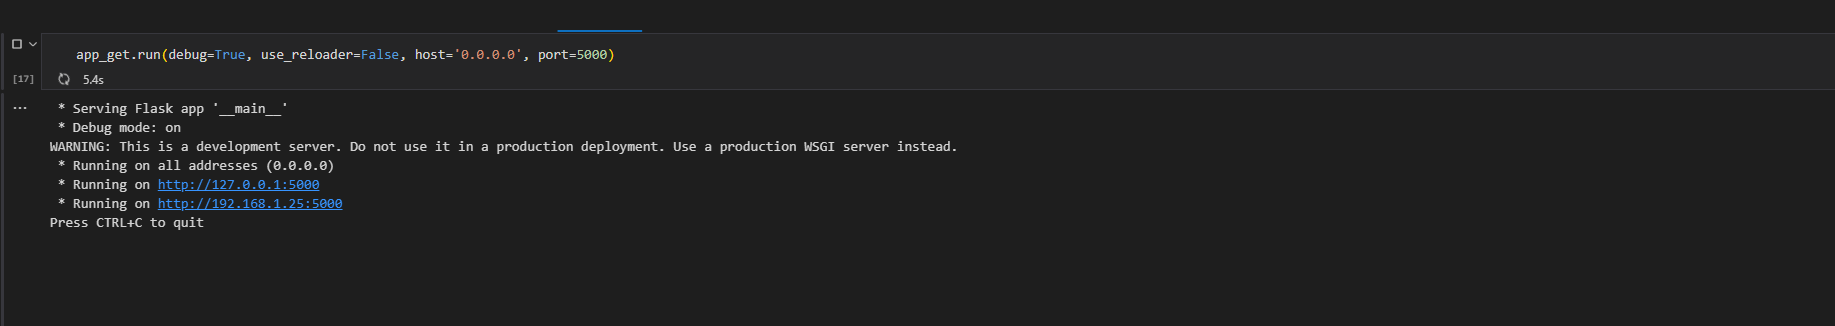 app_get.run(debug=True, use_reloader=False, host='0.0.0.0', port=5000)
[17]
5.4s
...
* Serving Flask app '__main__'
* Debug mode: on
WARNING: This is a development server. Do not use it in a production deployment. Use a production WSGI server instead.
* Running on all addresses (0.0.0.0)
* Running on http://127.0.0.1:5000
* Running on http://192.168.1.25:5000
Press CTRL+C to quit